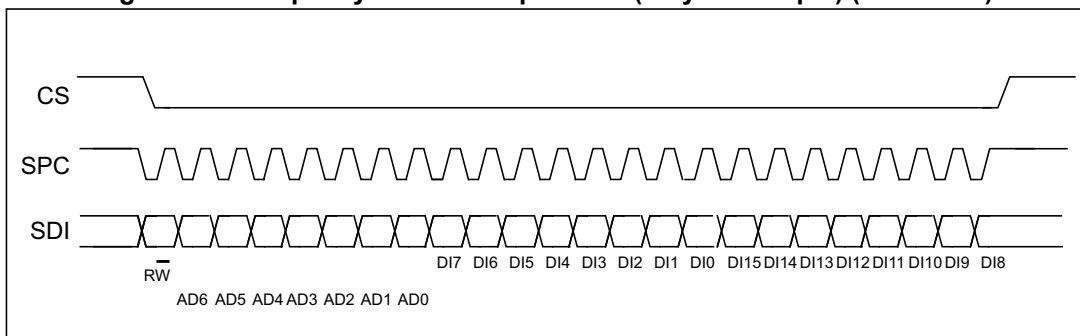 CS
SPC
SDI
DI7 DI6 DI5 DI4 DI3 DI2 DI1 DI0 DI15 DI14 DI13 DI12 DI11 DI10 DI9 DI8
RW
AD6 AD5 AD4 AD3 AD2 AD1 AD0